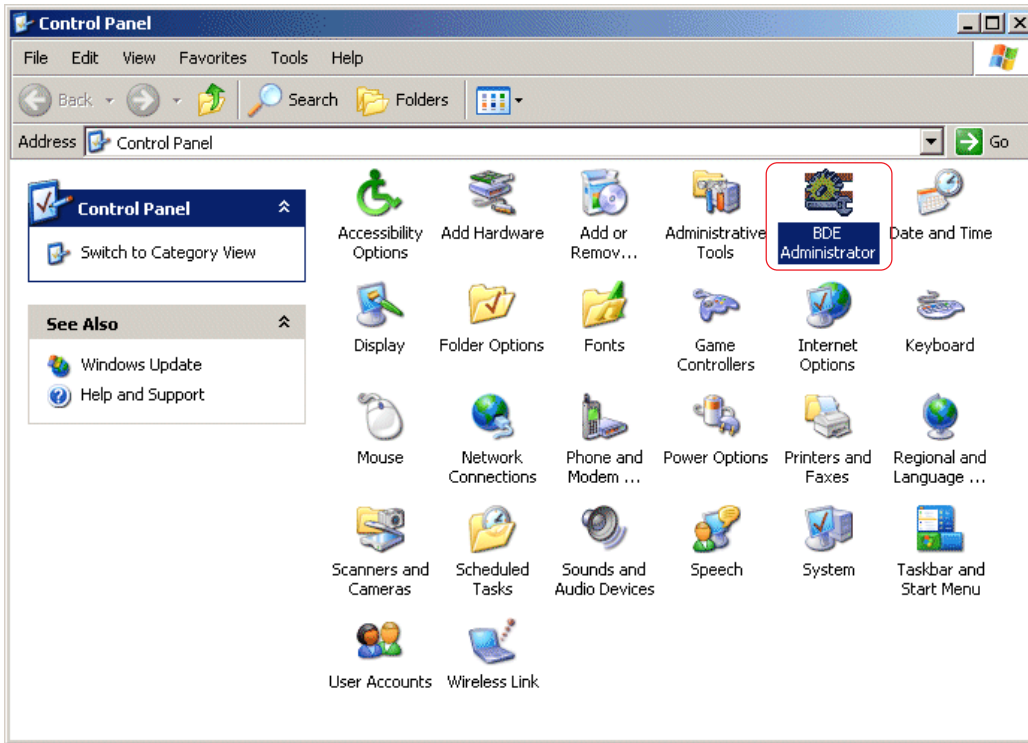 Control Panel
File Edit View Favorites Tools Help
Back Search Folders
Address Control Panel Go
Control Panel
Switch to Category View
See Also
Windows Update
Help and Support
Accessibility Options
Add Hardware
Add or Remov...
Administrative Tools
BDE Administrator
Date and Time
Display
Folder Options
Fonts
Game Controllers
Internet Options
Keyboard
Mouse
Network Connections
Phone and Modem ...
Power Options
Printers and Faxes
Regional and Language ...
Scanners and Cameras
Scheduled Tasks
Sounds and Audio Devices
Speech
System
Taskbar and Start Menu
User Accounts
Wireless Link